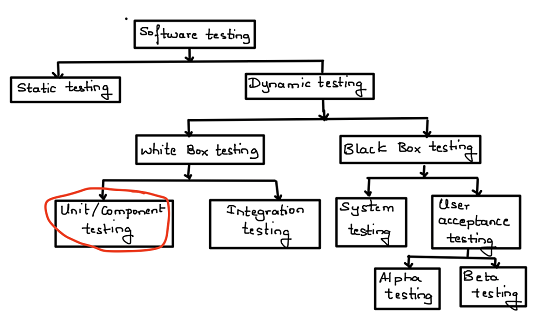 Software testing
Static testing
Dynamic testing
White Box testing
Black Box testing
Unit/Component
testing
Integration
testing
System
testing
User
acceptance
testing
Alpha
testing
Beta
testing